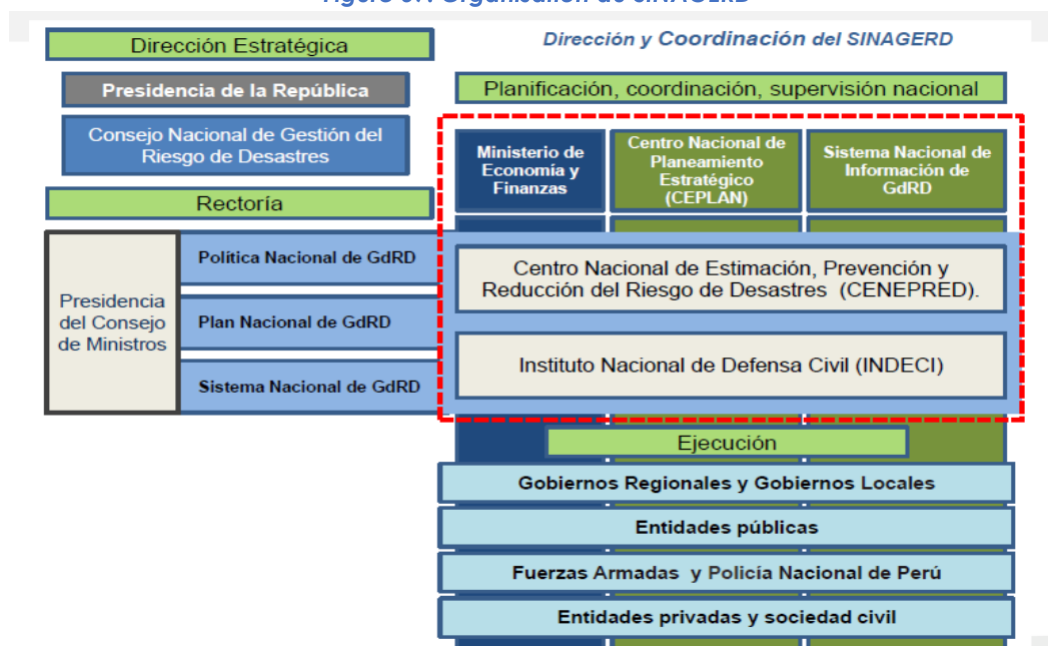 Dirección Estratégica
Dirección y Coordinación del SINAGERD
Presidencia de la República
Planificación, coordinación, supervisión nacional
Consejo Nacional de Gestión del
Riesgo de Desastres
Ministerio de
Economía y
Finanzas
Centro Nacional de
Planeamiento
Estratégico
(CEPLAN)
Sistema Nacional de
Información de
GdRD
Rectoría
Presidencia
del Consejo
de Ministros
Política Nacional de GdRD
Plan Nacional de GdRD
Sistema Nacional de GdRD
Centro Nacional de Estimación, Prevención y
Reducción del Riesgo de Desastres (CENEPRED).
Instituto Nacional de Defensa Civil (INDECI)
Ejecución
Gobiernos Regionales y Gobiernos Locales
Entidades públicas
Fuerzas Armadas y Policía Nacional de Perú
Entidades privadas y sociedad civil